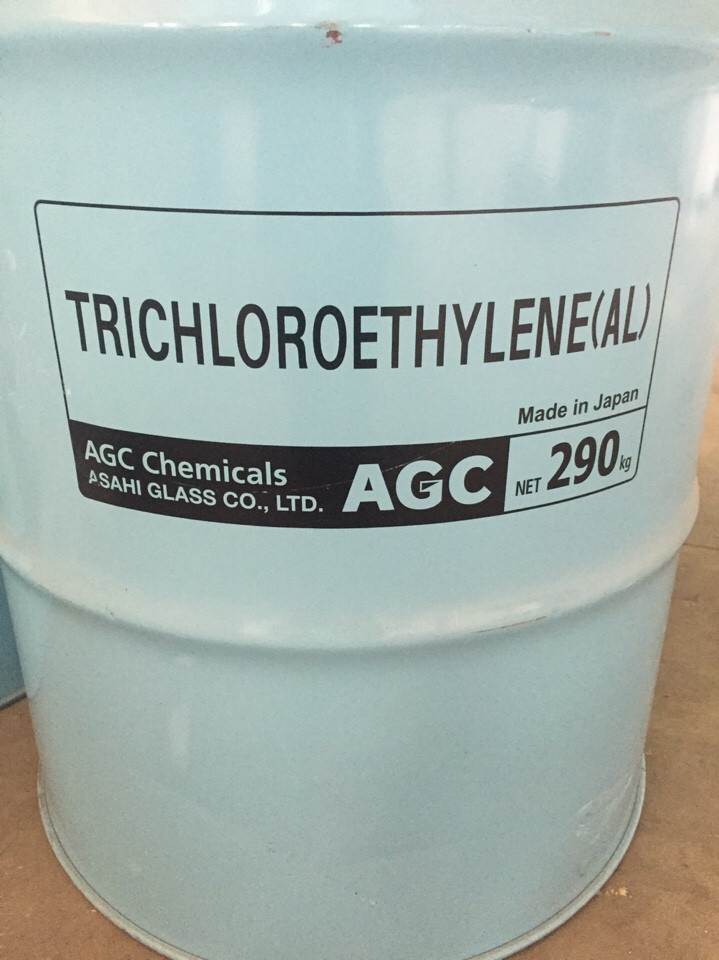 TRICHLOROETHYLENE(AL)
Made in Japan
AGC Chemicals
ASAHI GLASS CO., LTD.
AGC
NET 290kg